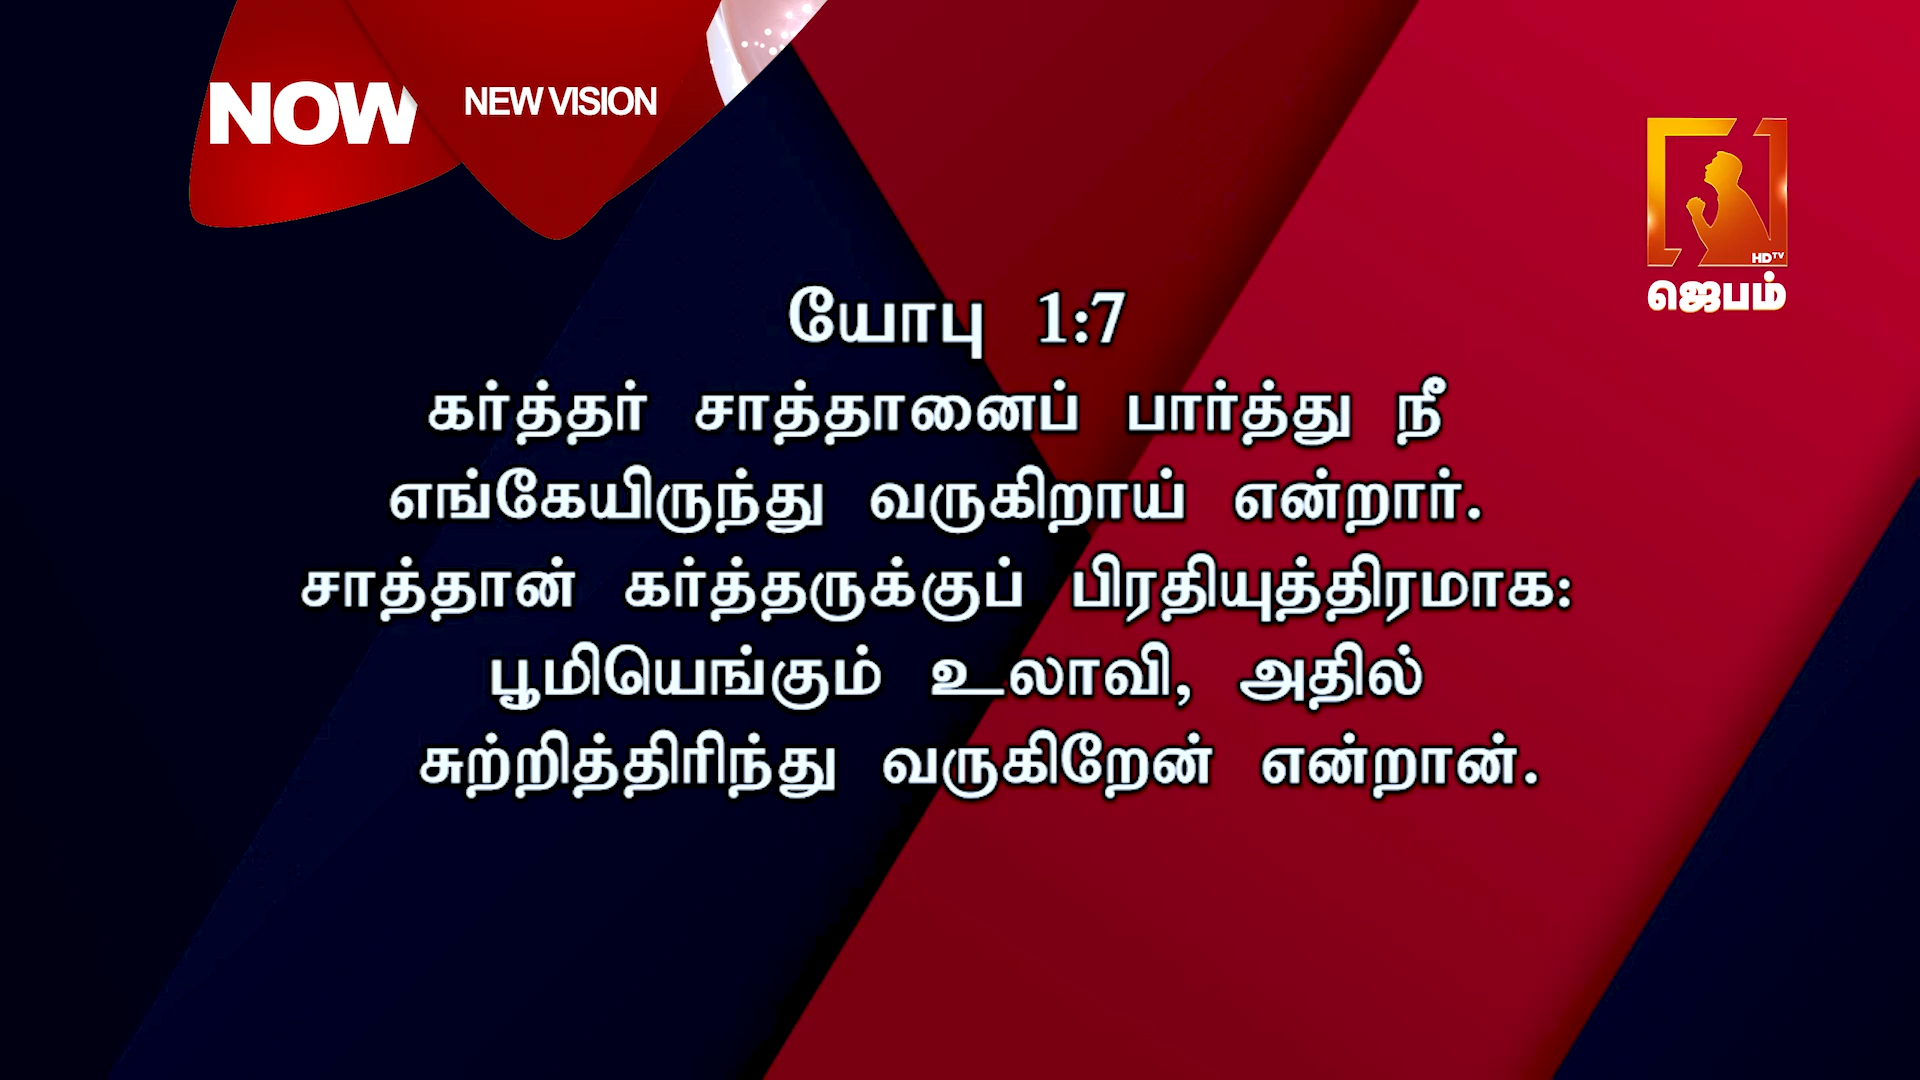 NOW NEW VISION
HDTV
ஜெபம்
யோபு 1:7
கர்த்தர் சாத்தானைப் பார்த்து நீ
எங்கேயிருந்து வருகிறாய் என்றார்.
சாத்தான் கர்த்தருக்குப் பிரதியுத்திரமாக:
பூமியெங்கும் உலாவி, அதில்
சுற்றித்திரிந்து வருகிறேன் என்றான்.